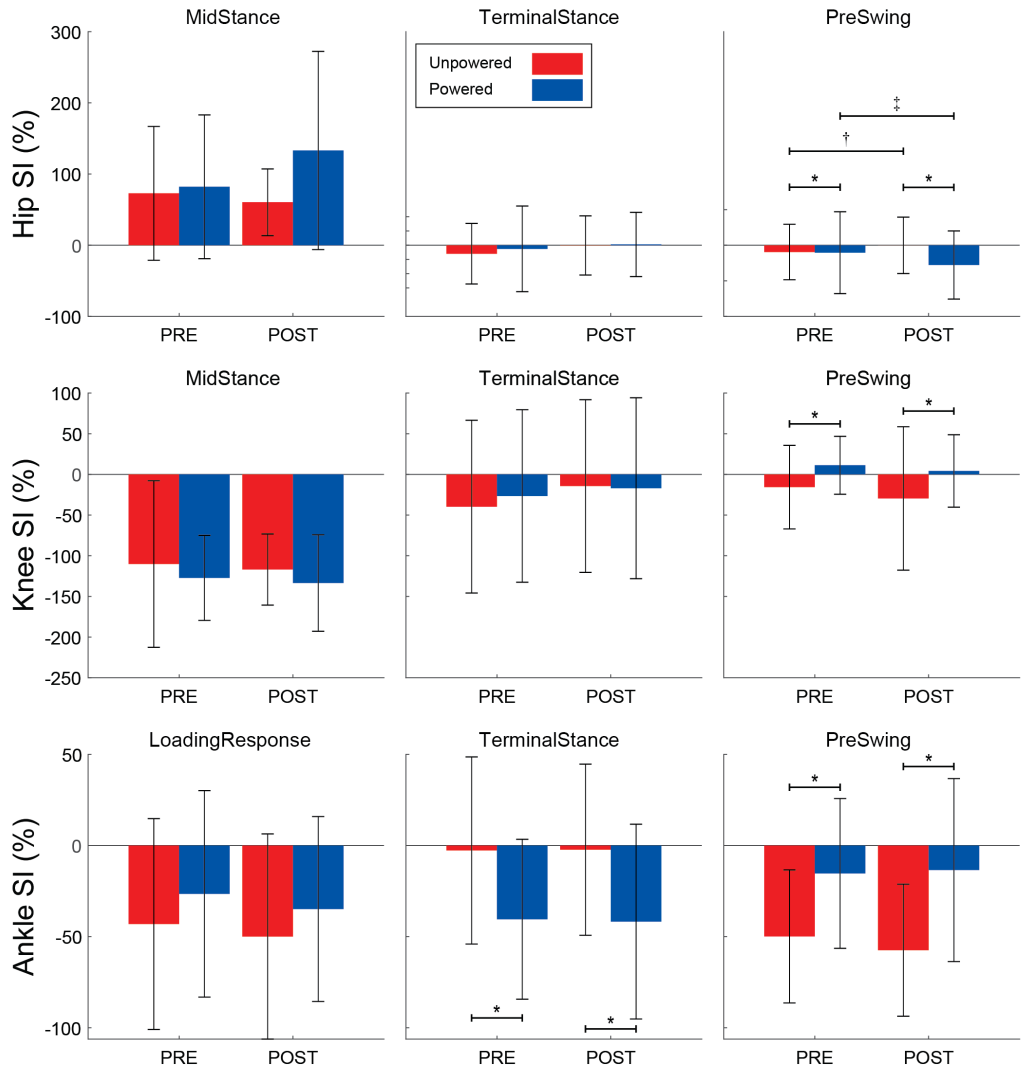 MidStance TerminalStance PreSwing
Hip SI (%)
300
200
100
0
-100
Unpowered
Powered
‡
†
* *
PRE POST PRE POST PRE POST
MidStance TerminalStance PreSwing
Knee SI (%)
100
50
0
-50
-100
-150
-200
-250
* *
PRE POST PRE POST PRE POST
LoadingResponse TerminalStance PreSwing
Ankle SI (%)
50
0
-50
-100
* *
* *
PRE POST PRE POST PRE POST